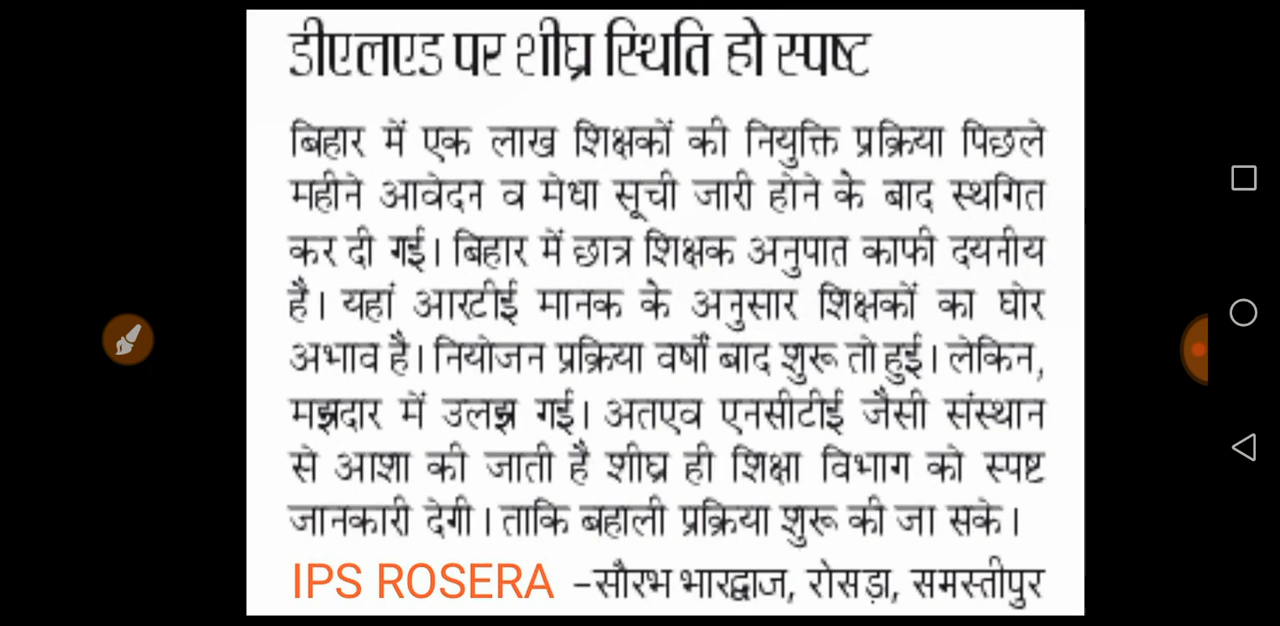 डीएलएड पर शीघ्र स्थिति हो स्पष्ट
बिहार में एक लाख शिक्षकों की नियुक्ति प्रक्रिया पिछले
महीने आवेदन व मेधा सूची जारी होने के बाद स्थगित
कर दी गई। बिहार में छात्र शिक्षक अनुपात काफी दयनीय
है। यहां आरटीई मानक के अनुसार शिक्षकों का घोर
अभाव है। नियोजन प्रक्रिया वर्षों बाद शुरू तो हुई। लेकिन,
मझदार में उलझ गई। अतएव एनसीटीई जैसी संस्थान
से आशा की जाती है शीघ्र ही शिक्षा विभाग को स्पष्ट
जानकारी देगी। ताकि बहाली प्रक्रिया शुरू की जा सके।
IPS ROSERA –सौरभ भारद्वाज, रोसड़ा, समस्तीपुर